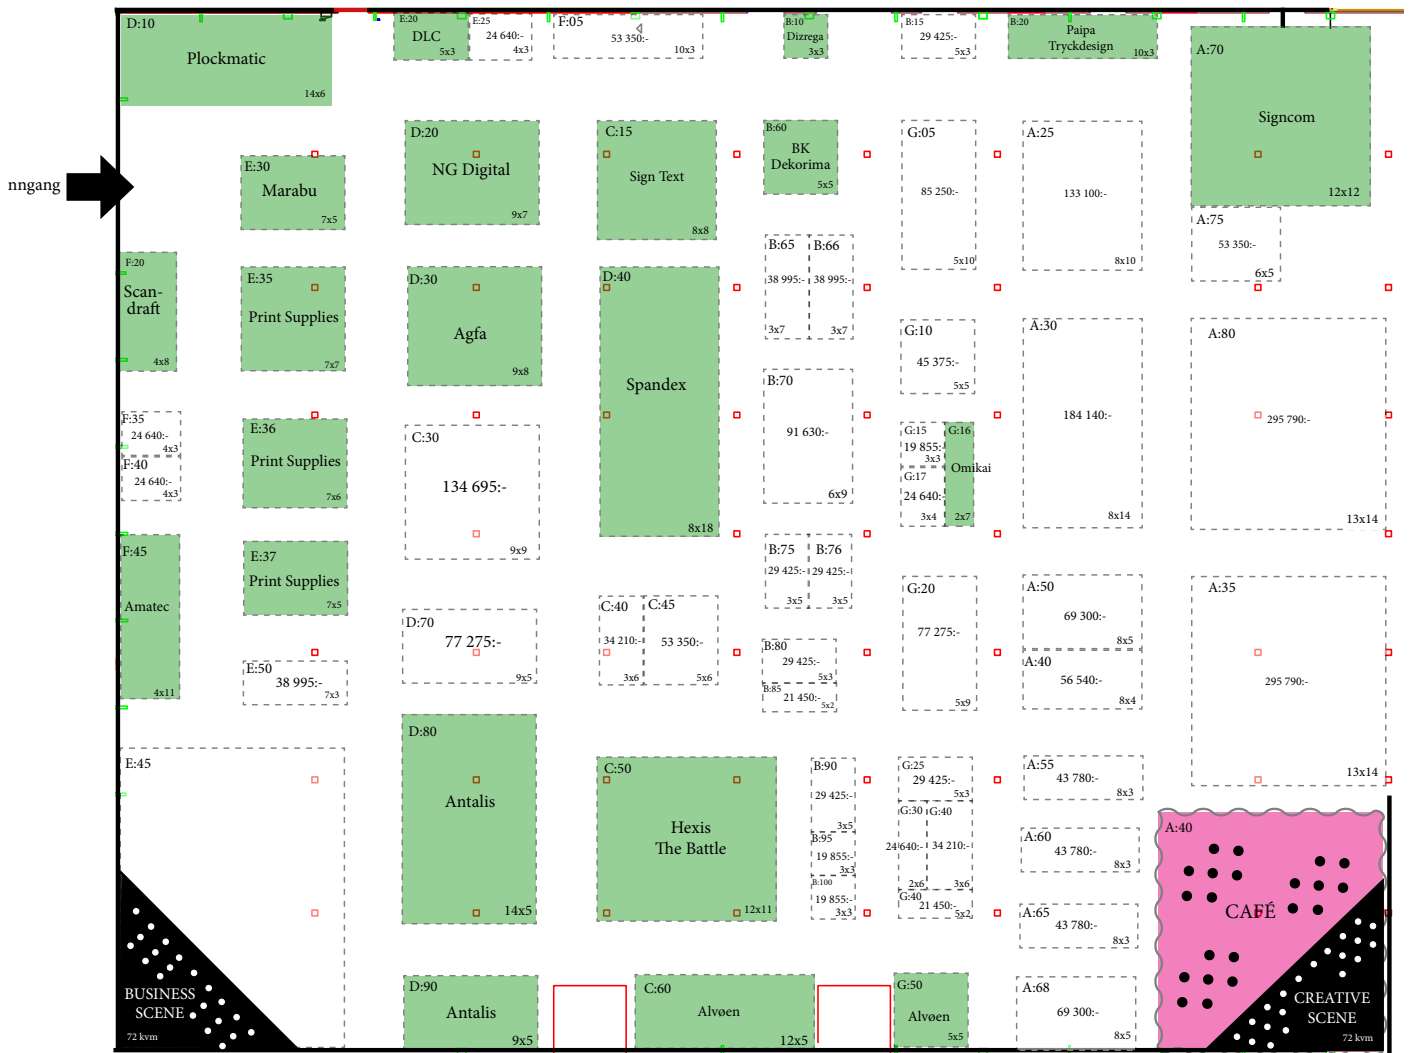 D:10
Plockmatic
14x6
E:20
DLC
5x3
E:25
24 640:-
4x3
F:05
53 350:-
10x3
B:10
Dizrega
3x3
B:15
29 425:-
5x3
B:20
Paipa
Tryckdesign
10x3
A:70
Signcom
12x12
nngang
E:30
Marabu
7x5
D:20
NG Digital
9x7
C:15
Sign Text
8x8
B:60
BK
Dekorima
5x5
G:05
85 250:-
5x10
A:25
133 100:-
8x10
A:75
53 350:-
6x5
F:20
Scan-
draft
4x8
E:35
Print Supplies
7x7
D:30
Agfa
9x8
D:40
Spandex
8x18
B:65
38 995:-
3x7
B:66
38 995:-
3x7
G:10
45 375:-
5x5
A:30
184 140:-
8x14
A:80
295 790:-
13x14
F:35
24 640:-
4x3
F:40
24 640:-
4x3
E:36
Print Supplies
7x6
C:30
134 695:-
9x9
B:70
91 630:-
6x9
G:15
19 855:-
3x3
G:16
Omikai
2x7
G:17
24 640:-
3x4
F:45
Amatec
4x11
E:37
Print Supplies
7x5
B:75
29 425:-
3x5
B:76
29 425:-
3x5
G:20
77 275:-
5x9
A:50
69 300:-
8x5
A:40
56 540:-
8x4
A:35
295 790:-
13x14
E:50
38 995:-
7x3
D:70
77 275:-
9x5
C:40
34 210:-
3x6
C:45
53 350:-
5x6
B:80
29 425:-
5x3
B:85
21 450:-
5x2
E:45
D:80
Antalis
14x5
C:50
Hexis
The Battle
12x11
B:90
29 425:-
3x5
B:95
19 855:-
3x3
B:100
19 855:-
3x3
G:25
29 425:-
5x3
G:30
24 640:-
2x6
G:40
34 210:-
3x6
G:40
21 450:-
5x2
A:55
43 780:-
8x3
A:60
43 780:-
8x3
A:65
43 780:-
8x3
A:40
CAFÉ
BUSINESS
SCENE
72 kvm
D:90
Antalis
9x5
C:60
Alvøen
12x5
G:50
Alvøen
5x5
A:68
69 300:-
8x5
CREATIVE
SCENE
72 kvm